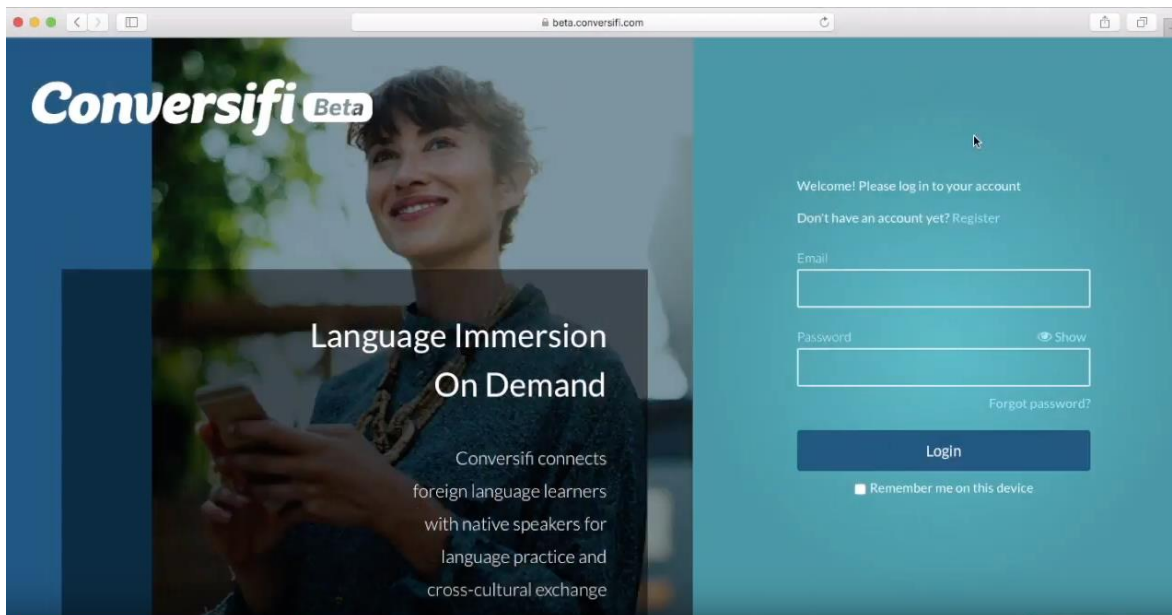 beta.conversifi.com
Conversifi Beta
Language Immersion
On Demand
Conversifi connects
foreign language learners
with native speakers for
language practice and
cross-cultural exchange
Welcome! Please log in to your account
Don't have an account yet? Register
Email
Password
Show
Forgot password?
Login
Remember me on this device